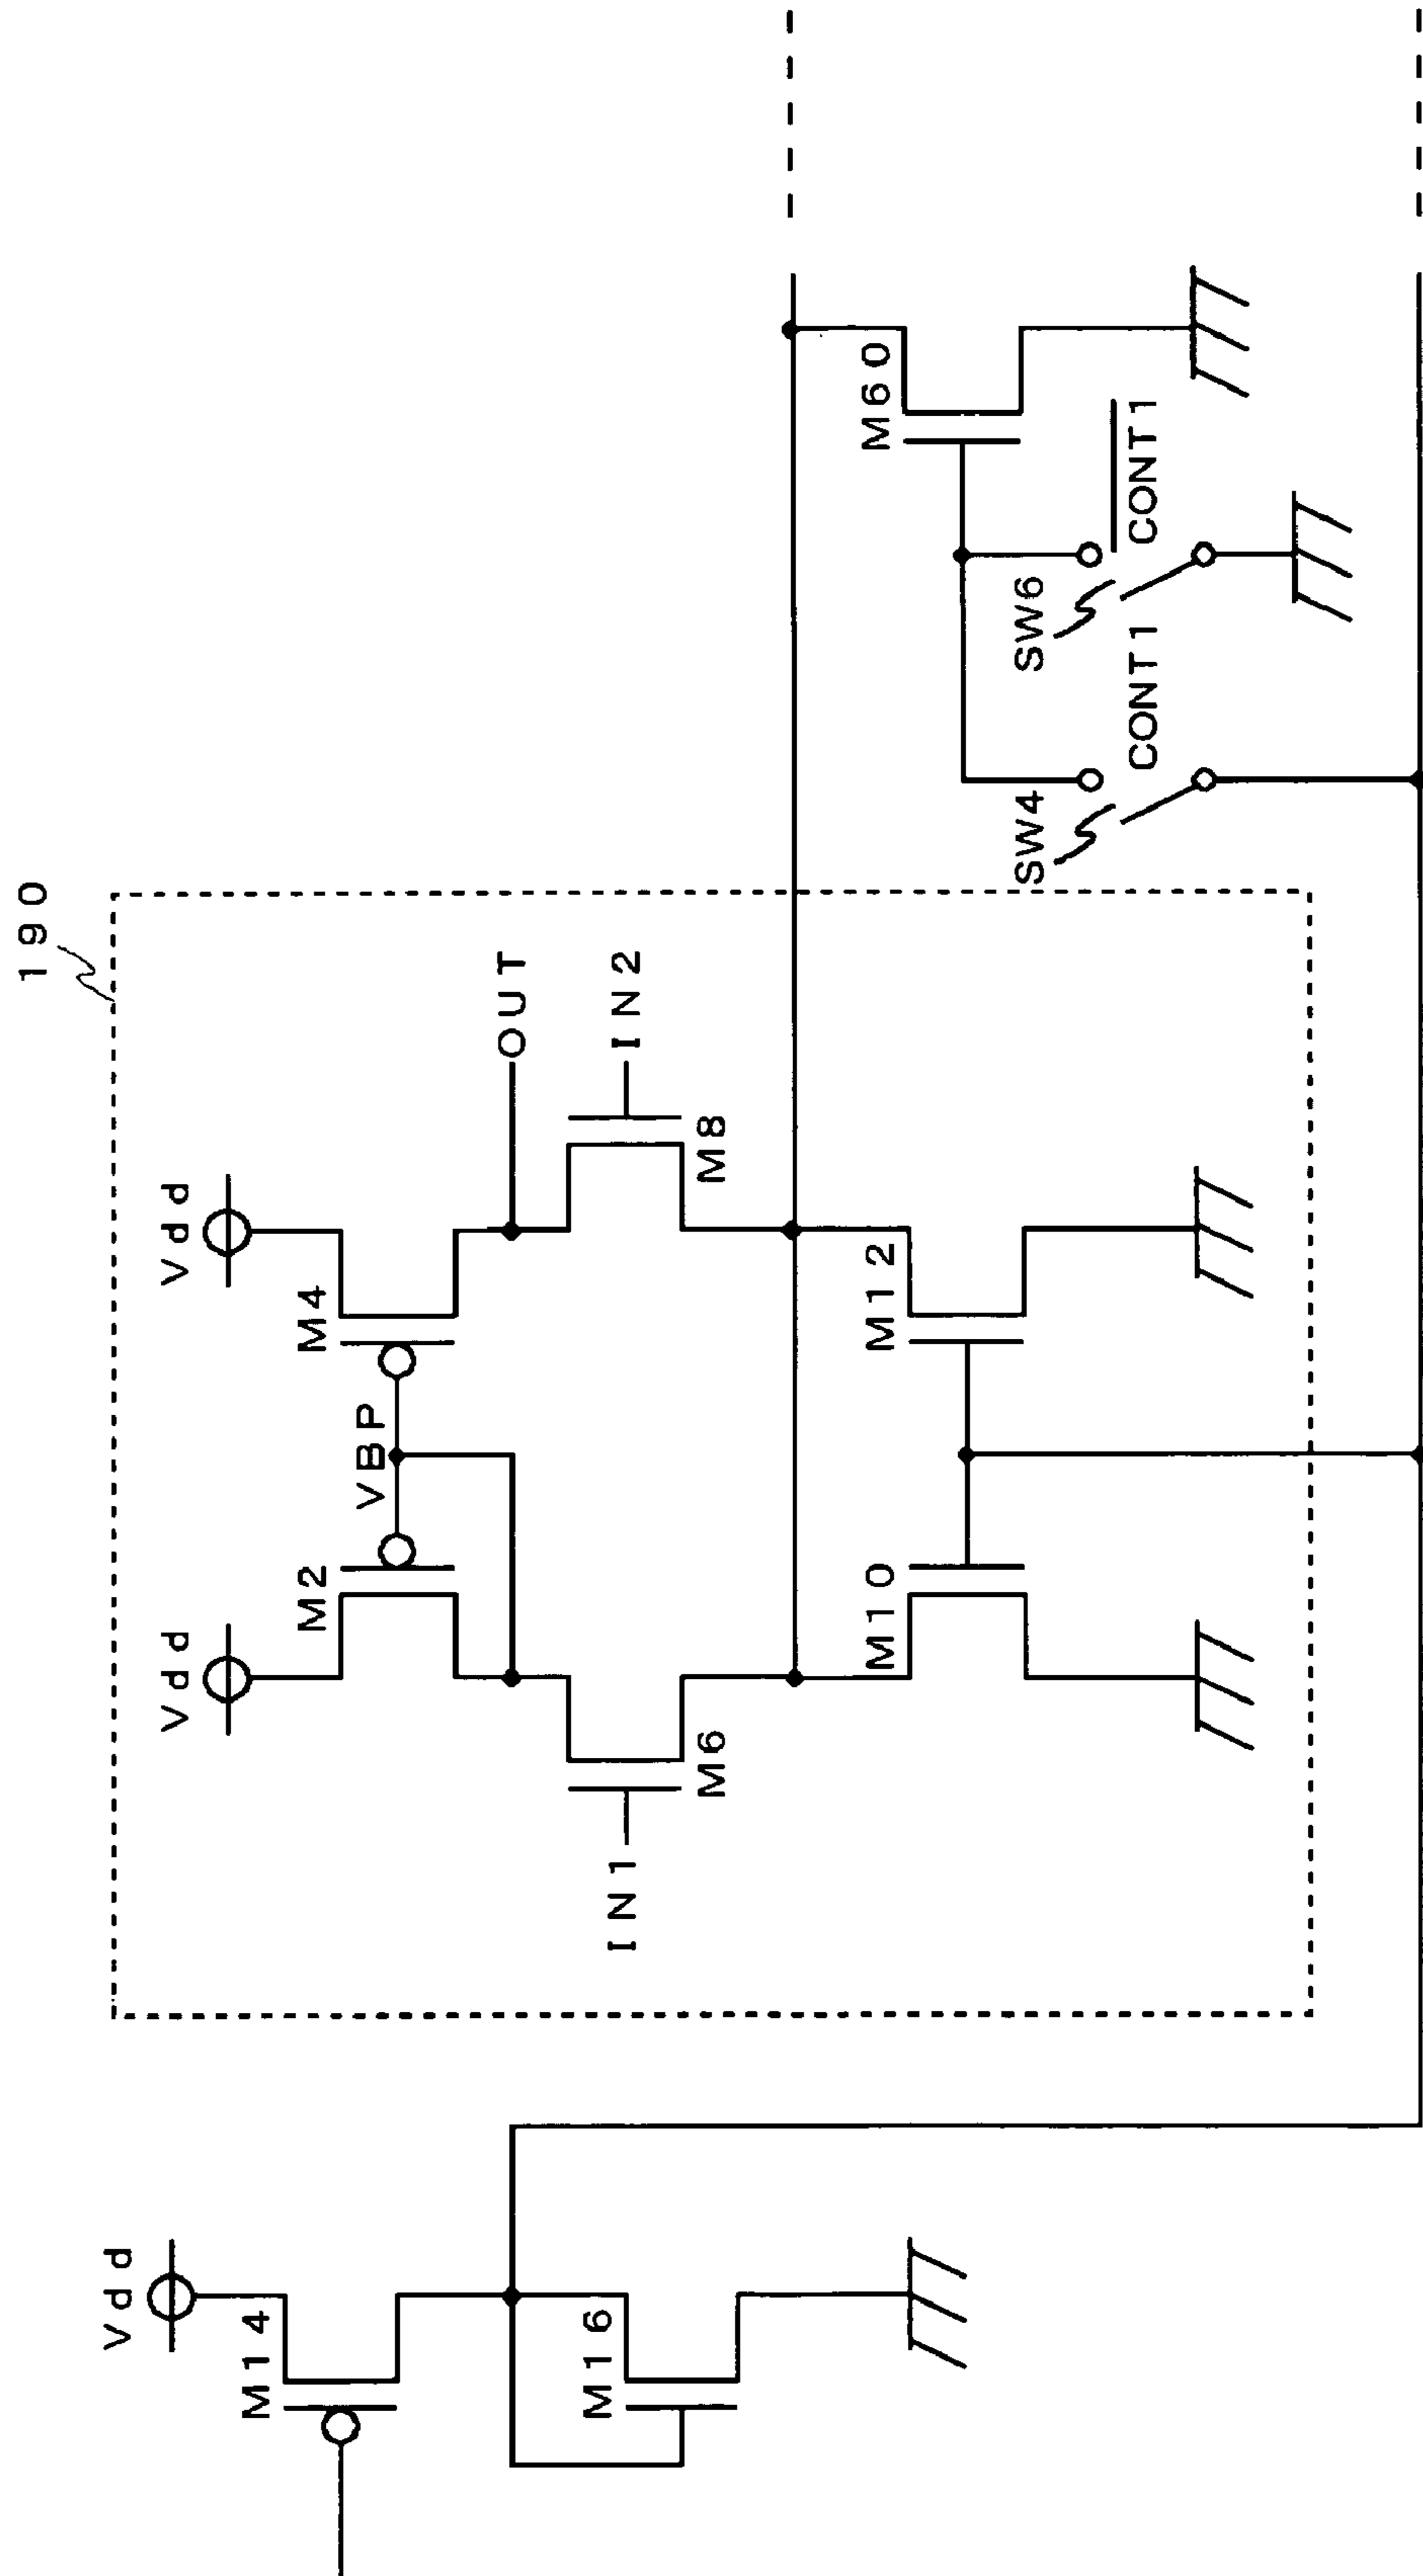 190
Vdd
Vdd
Vdd
M14
M16
M2
M4
VBP
OUT
IN1
IN2
M6
M8
M10
M12
M60
SW4
SW6
CONT1
CONT1